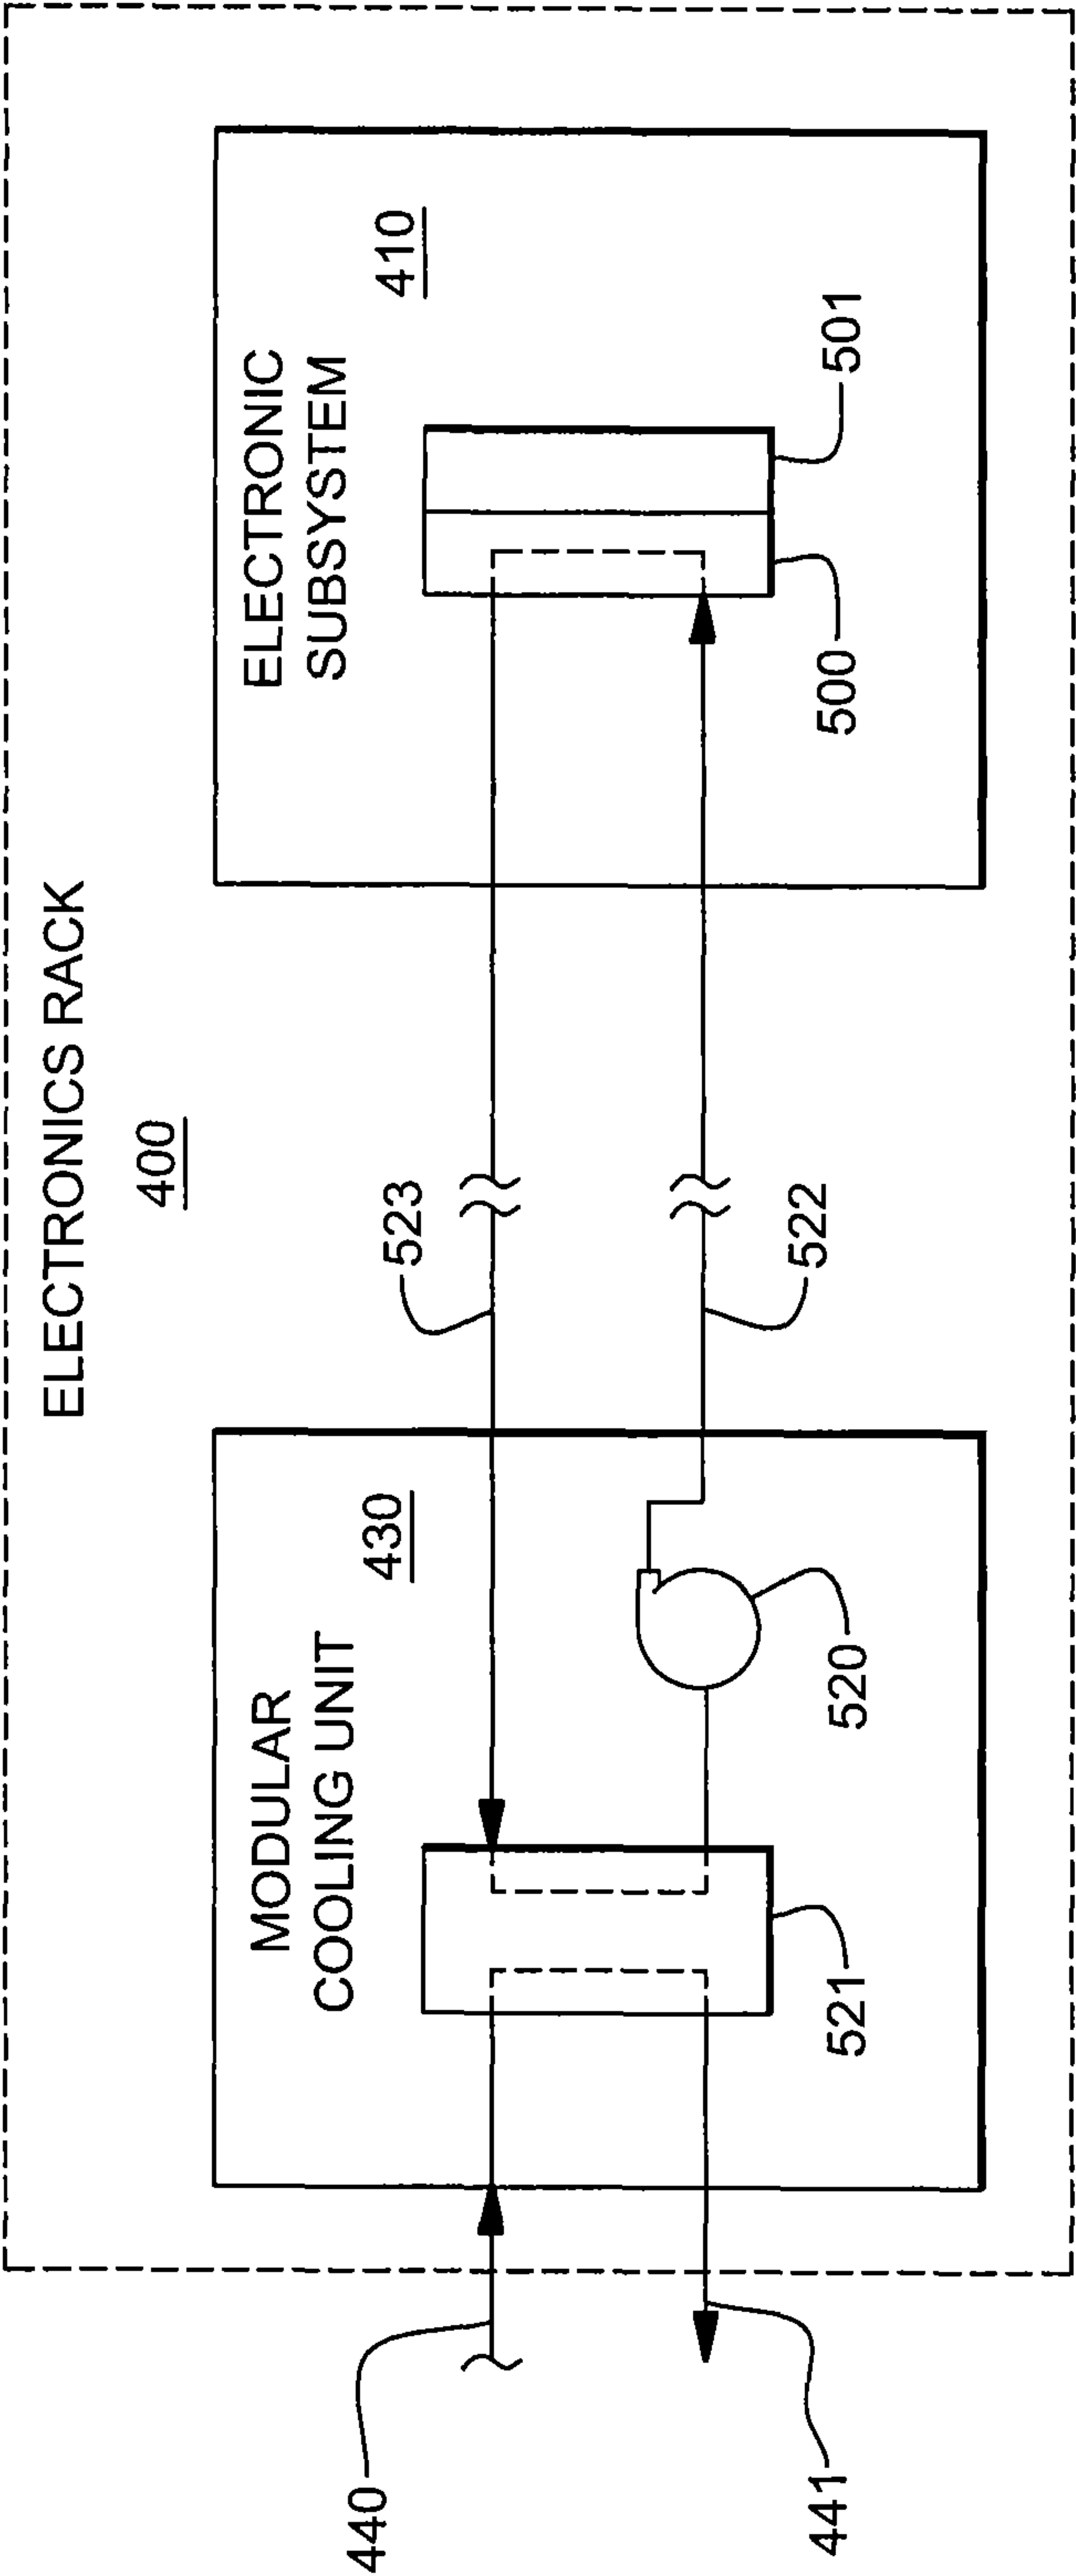 ELECTRONICS RACK
400
MODULAR
COOLING UNIT
430
ELECTRONIC
SUBSYSTEM
410
523
522
440
441
521
520
500
501